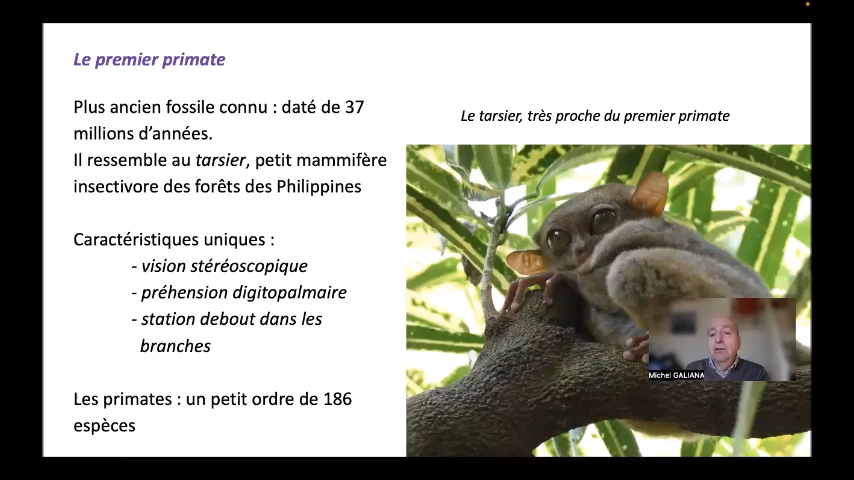 Le premier primate
Plus ancien fossile connu : daté de 37
millions d’années.
Il ressemble au tarsier, petit mammifère
insectivore des forêts des Philippines
Caractéristiques uniques :
- vision stéréoscopique
- préhension digitopalmaire
- station debout dans les
branches
Les primates : un petit ordre de 186
espèces
Le tarsier, très proche du premier primate
Michel GALIANA